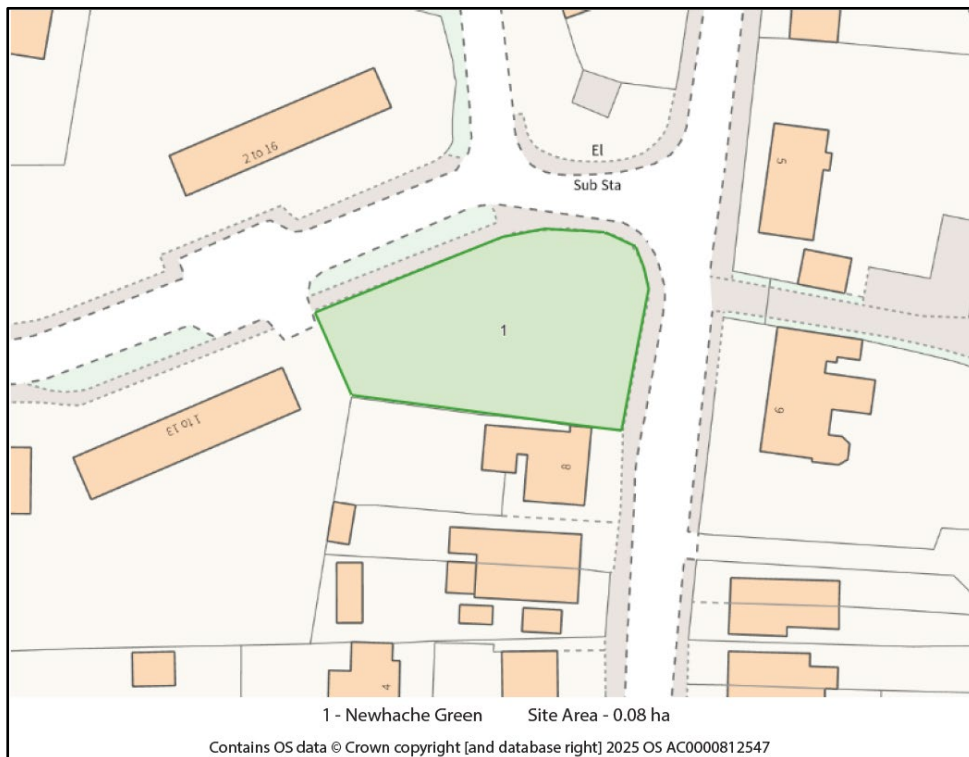 2 to 16
El
Sub Sta
5
1
1 to 13
9
8
4
1 - Newhache Green Site Area - 0.08 ha
Contains OS data © Crown copyright [and database right] 2025 OS AC0000812547